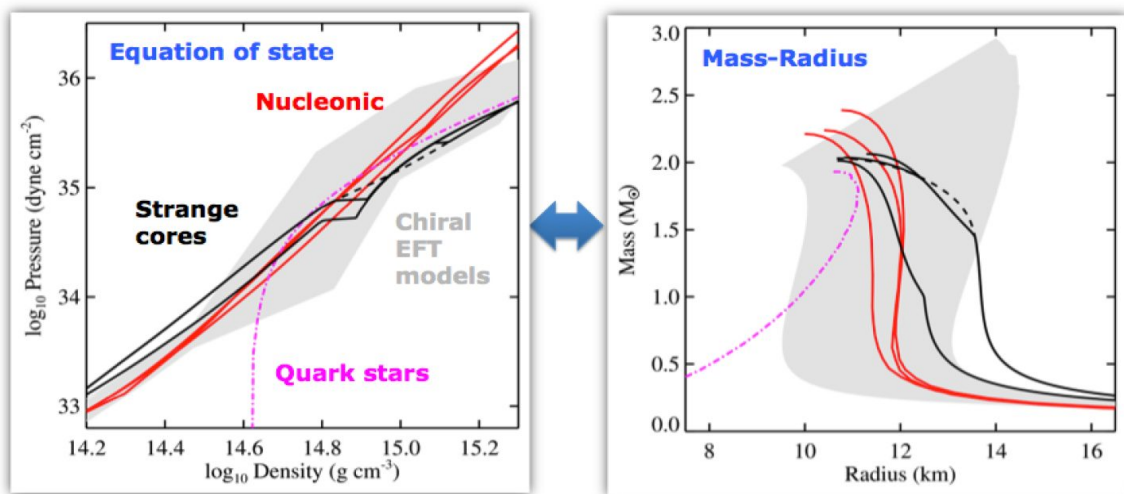 Equation of state
Nucleonic
Strange
cores
Chiral
EFT
models
Quark stars
log₁₀ Pressure (dyne cm⁻²)
36
35
34
33
14.2 14.4 14.6 14.8 15.0 15.2
log₁₀ Density (g cm⁻³)
Mass-Radius
Mass (M☉)
3.0
2.5
2.0
1.5
1.0
0.5
0.0
8 10 12 14 16
Radius (km)